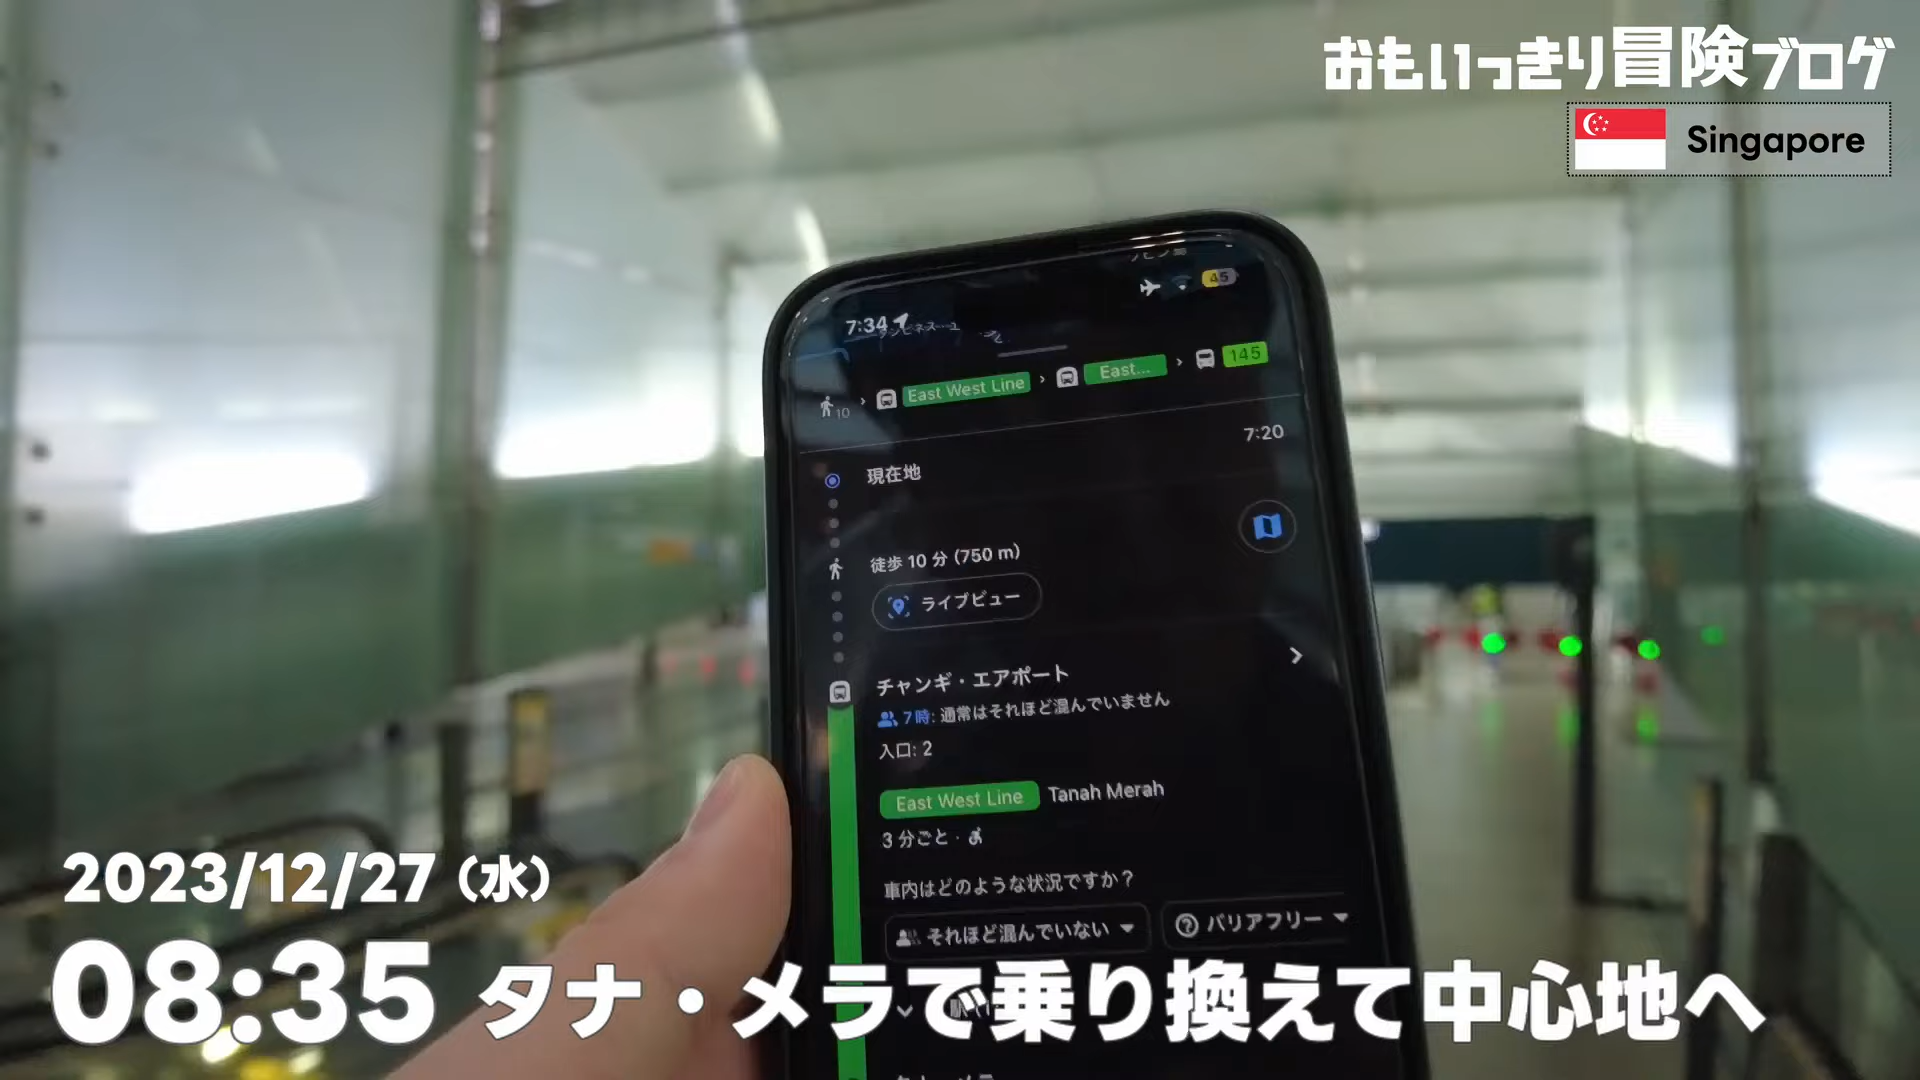 おもいっきり冒険ブログ
Singapore
45
7:34
10 East West Line East... 145
7:20
現在地
徒歩 10 分 (750 m)
ライブビュー
チャンギ・エアポート
7 時: 通常はそれほど混んでいません
入口: 2
East West Line Tanah Merah
3 分ごと ·
車内はどのような状況ですか？
それほど混んでいない バリアフリー
2023/12/27（水）
08:35 タナ・メラで乗り換えて中心地へ